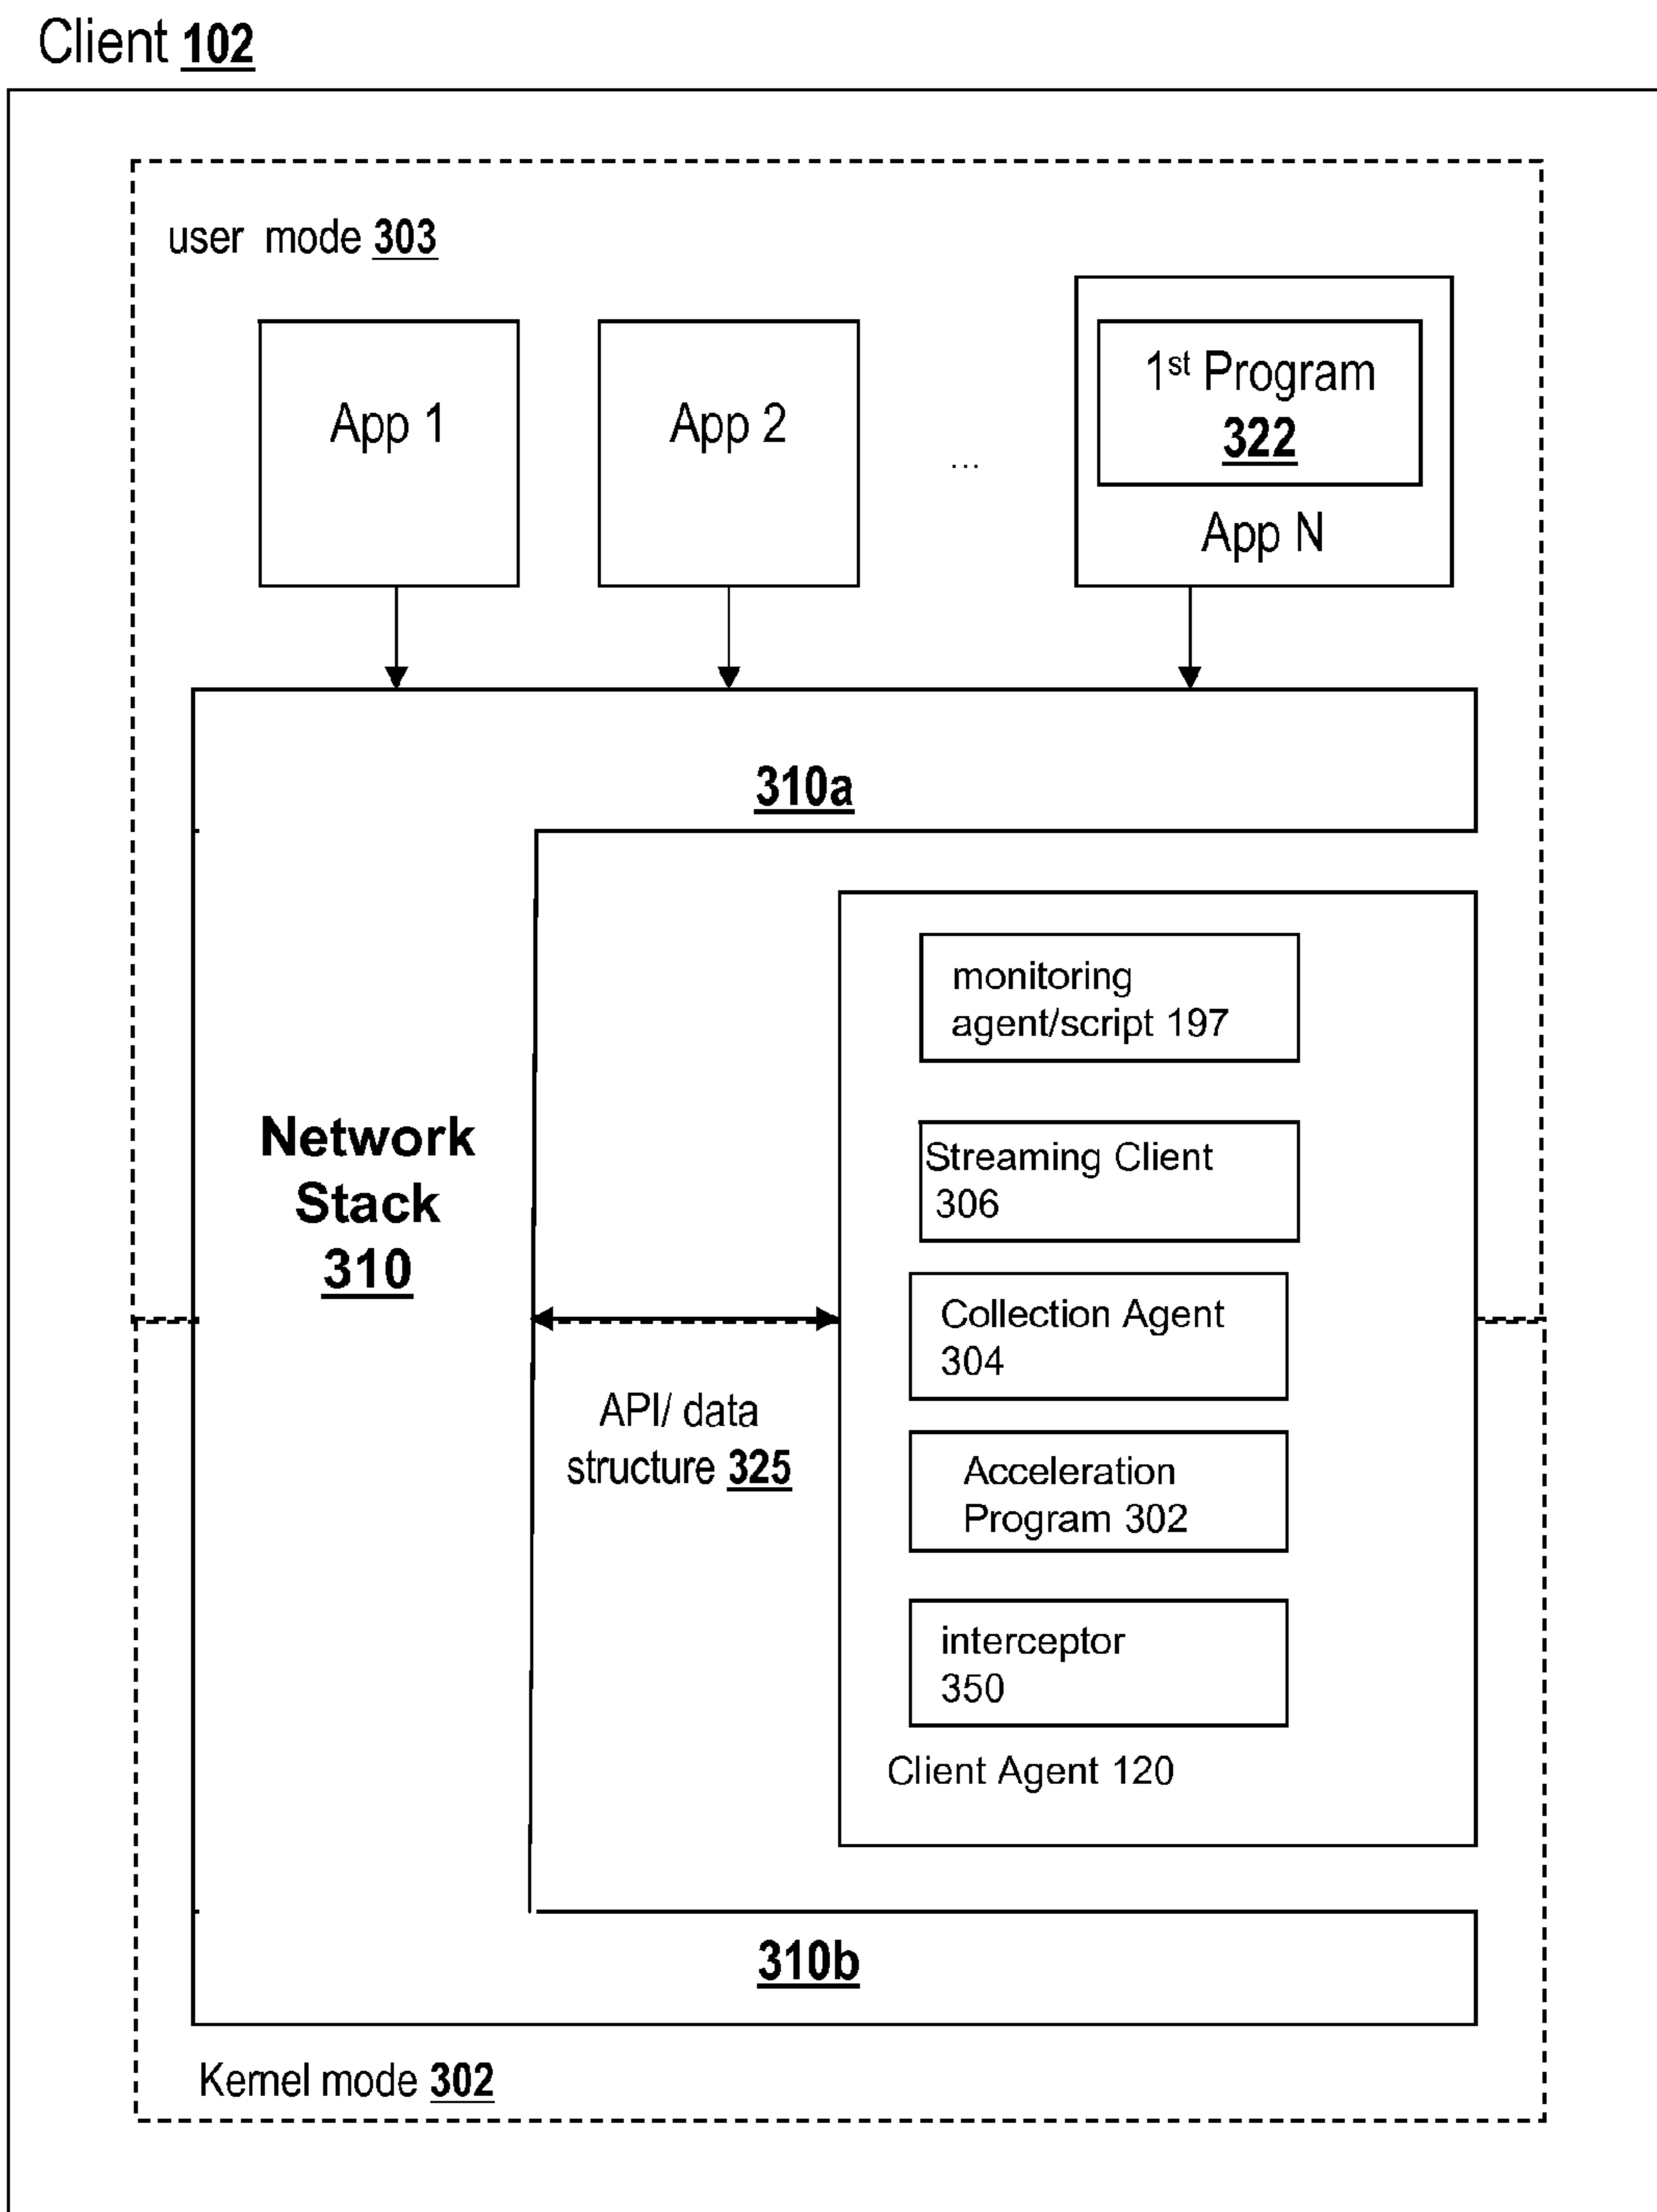 Client 102
user mode 303
App 1
App 2
...
1st Program
322
App N
310a
Network
Stack
310
API/ data
structure 325
monitoring
agent/script 197
Streaming Client
306
Collection Agent
304
Acceleration
Program 302
interceptor
350
Client Agent 120
310b
Kernel mode 302